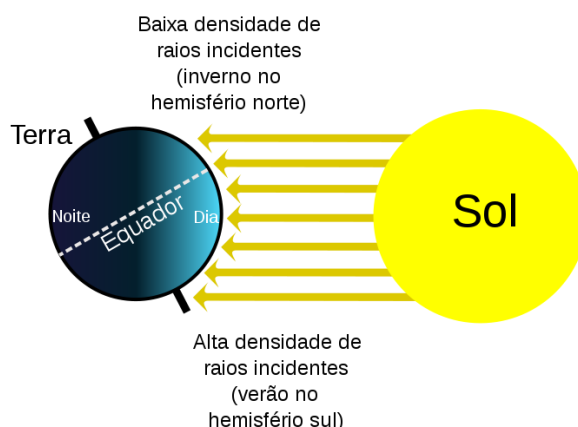 Baixa densidade de
raios incidentes
(inverno no
hemisfério norte)
Terra
Noite
Equador
Dia
Sol
Alta densidade de
raios incidentes
(verão no
hemisfério sul)